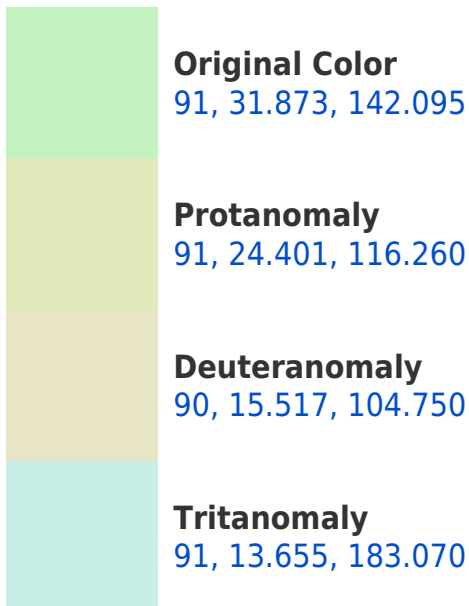 Original Color
91, 31.873, 142.095
Protanomaly
91, 24.401, 116.260
Deuteranomaly
90, 15.517, 104.750
Tritanomaly
91, 13.655, 183.070